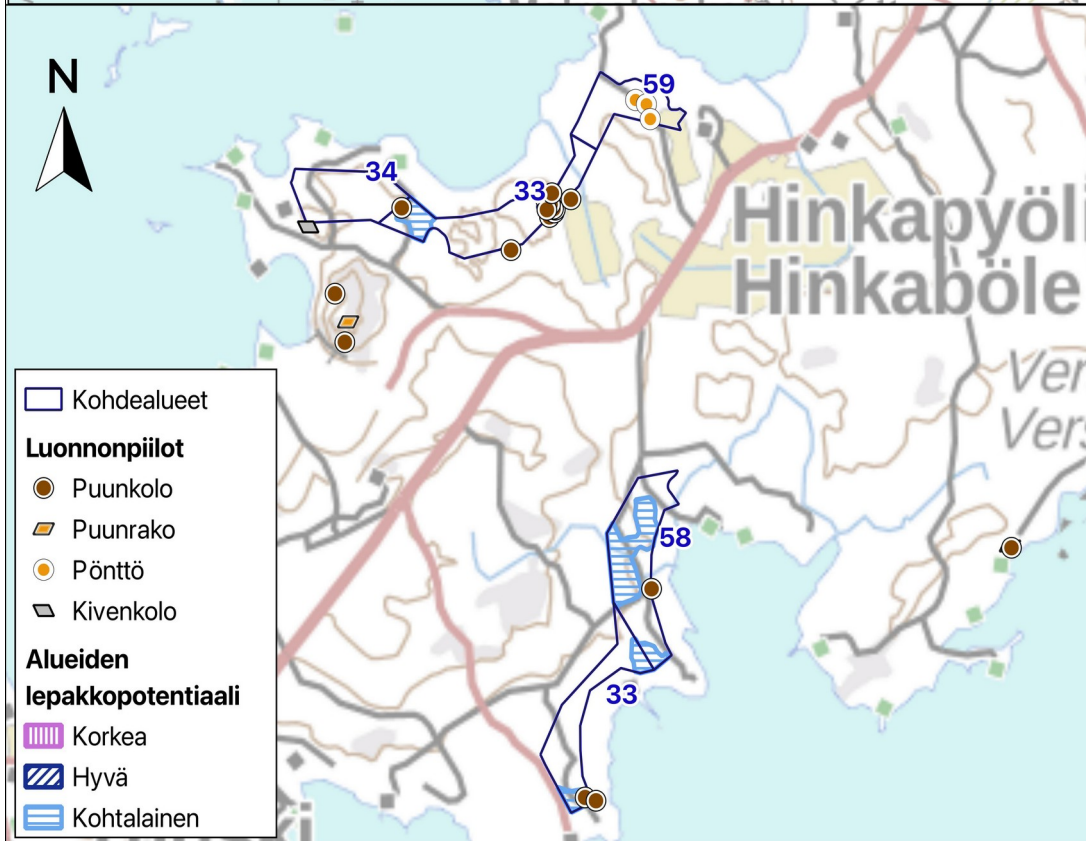 N
59
34
33
Hinkapyöli
Hinkaböle
Ver
Vers
58
33
Kohdealueet
Luonnonpiilot
Puunkolo
Puunrako
Pönttö
Kivenkolo
Alueiden
lepakkopotentiaali
Korkea
Hyvä
Kohtalainen